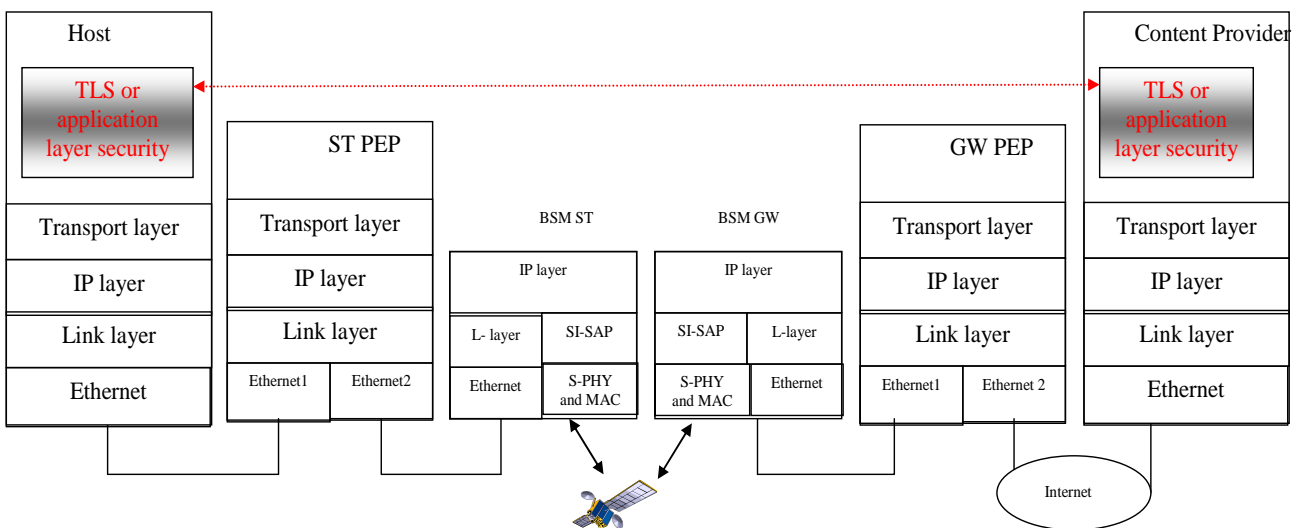 Host
TLS or
application
layer security
Transport layer
IP layer
Link layer
Ethernet
ST PEP
Transport layer
IP layer
Link layer
Ethernet1
Ethernet2
BSM ST
IP layer
L- layer
SI-SAP
Ethernet
S-PHY
and MAC
BSM GW
IP layer
SI-SAP
L-layer
S-PHY
and MAC
Ethernet
GW PEP
Transport layer
IP layer
Link layer
Ethernet1
Ethernet 2
Content Provider
TLS or
application
layer security
Transport layer
IP layer
Link layer
Ethernet
Internet